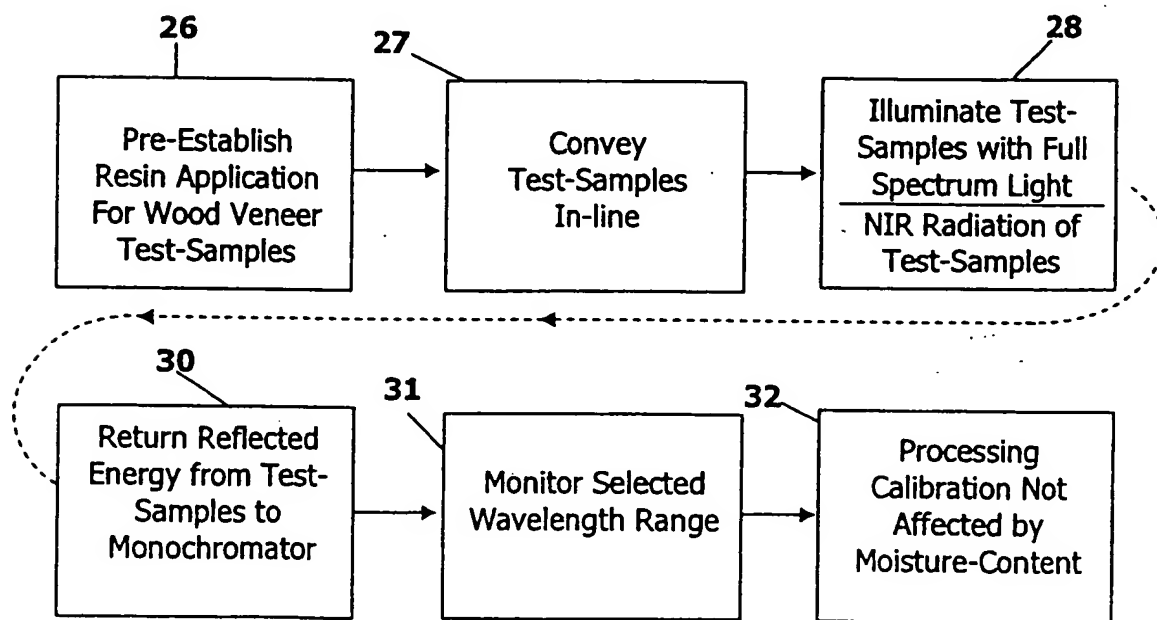 26
Pre-Establish
Resin Application
For Wood Veneer
Test-Samples
27
Convey
Test-Samples
In-line
28
Illuminate Test-
Samples with Full
Spectrum Light
NIR Radiation of
Test-Samples
30
Return Reflected
Energy from Test-
Samples to
Monochromator
31
Monitor Selected
Wavelength Range
32
Processing
Calibration Not
Affected by
Moisture-Content